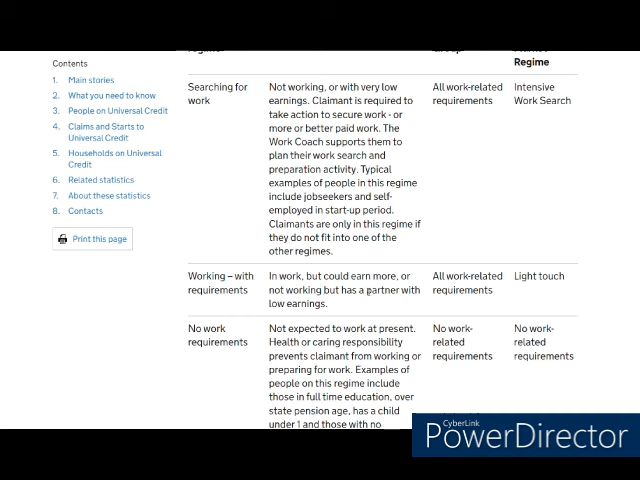 Contents
1. Main stories
2. What you need to know
3. People on Universal Credit
4. Claims and Starts to
Universal Credit
5. Households on Universal
Credit
6. Related statistics
7. About these statistics
8. Contacts
Print this page
Regime
Searching for
work
Not working, or with very low
earnings. Claimant is required to
take action to secure work - or
more or better paid work. The
Work Coach supports them to
plan their work search and
preparation activity. Typical
examples of people in this regime
include jobseekers and self-
employed in start-up period.
Claimants are only in this regime if
they do not fit into one of the
other regimes.
All work-related
requirements
Intensive
Work Search
Working – with
requirements
In work, but could earn more, or
not working but has a partner with
low earnings.
All work-related
requirements
Light touch
No work
requirements
Not expected to work at present.
Health or caring responsibility
prevents claimant from working or
preparing for work. Examples of
people on this regime include
those in full time education, over
state pension age, has a child
under 1 and those with no
No work-
related
requirements
No work-
related
requirements
CyberLink
PowerDirector